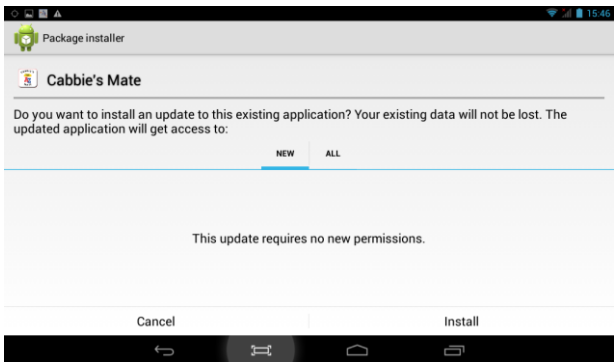 15:46
Package installer
Cabbie's Mate
Do you want to install an update to this existing application? Your existing data will not be lost. The
updated application will get access to:
NEW ALL
This update requires no new permissions.
Cancel Install